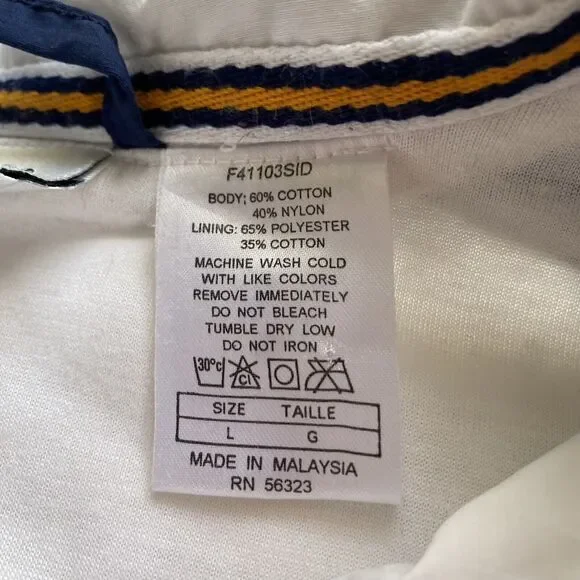 F41103SID
BODY; 60% COTTON
40% NYLON
LINING: 65% POLYESTER
35% COTTON
MACHINE WASH COLD
WITH LIKE COLORS
REMOVE IMMEDIATELY
DO NOT BLEACH
TUMBLE DRY LOW
DO NOT IRON
30°c Cl
SIZE TAILLE
L G
MADE IN MALAYSIA
RN 56323